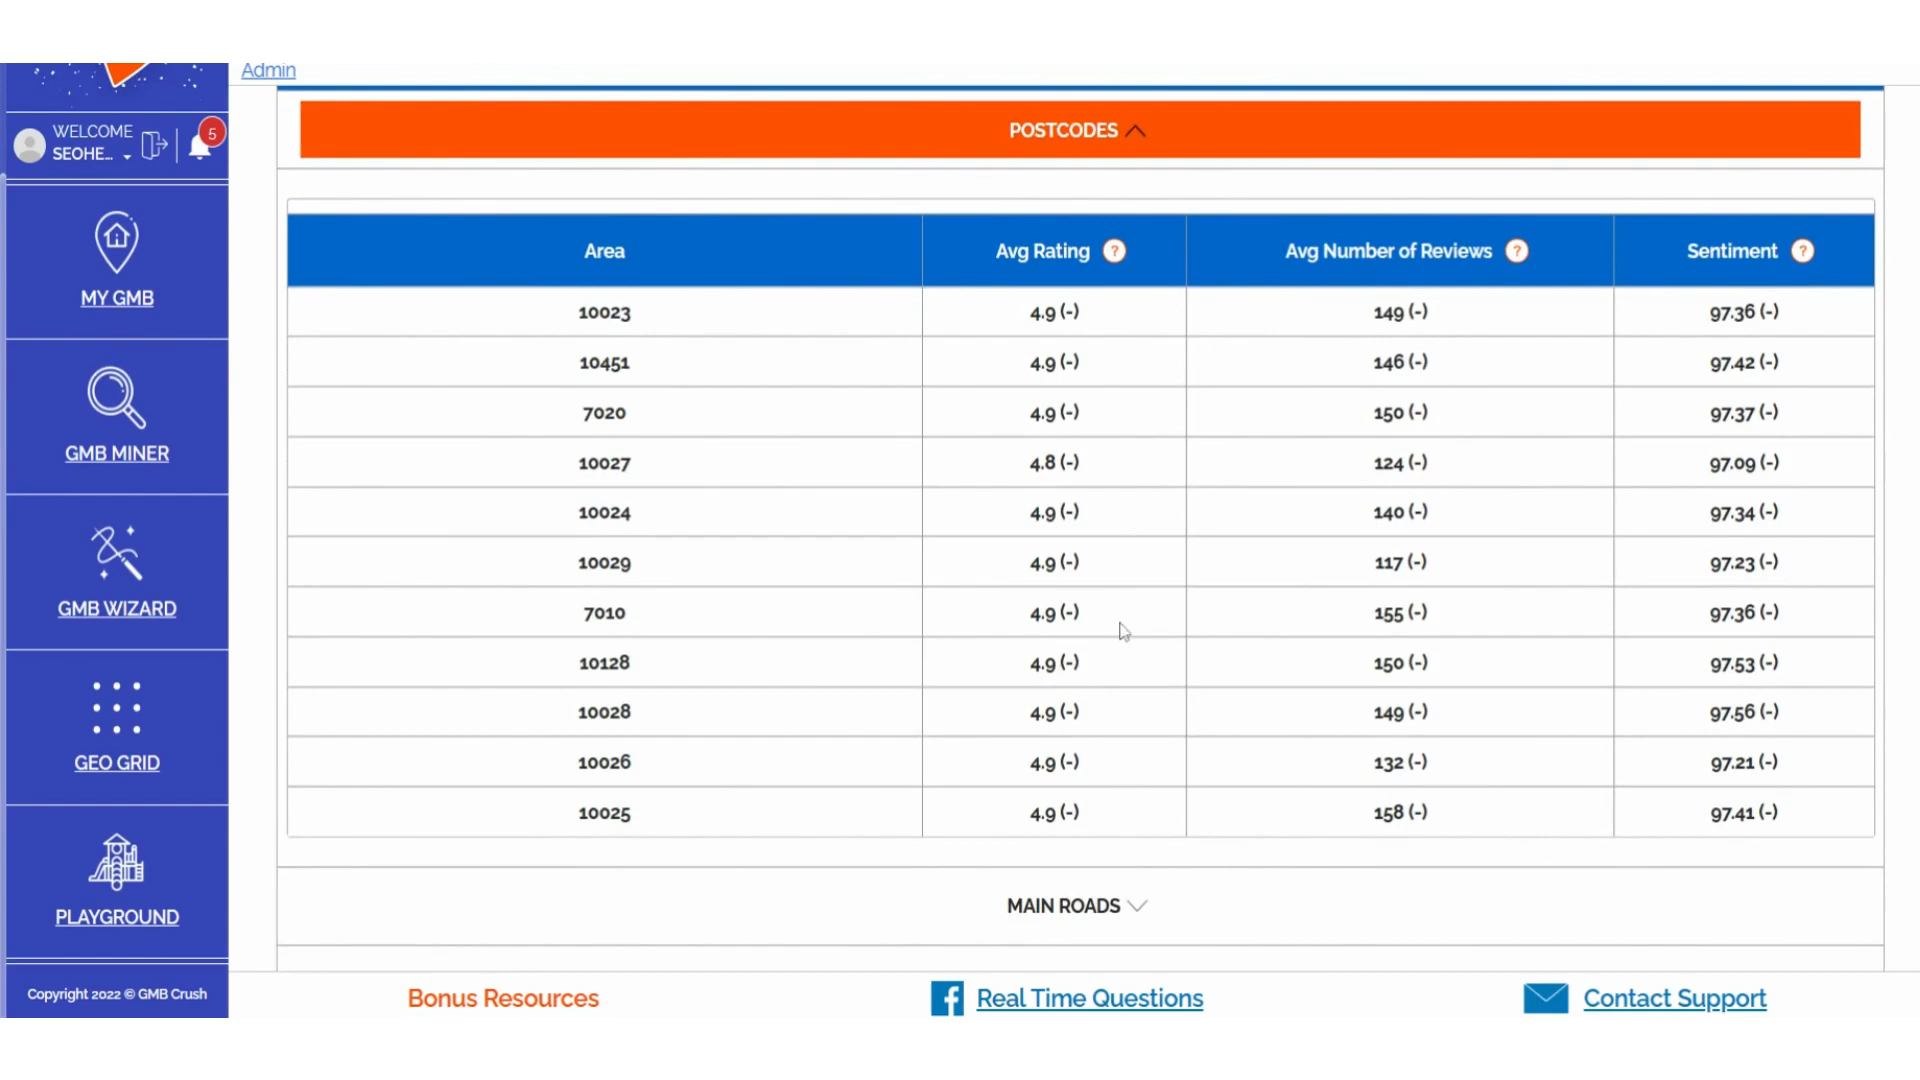 Admin
WELCOME
SEOHE...
5
MY GMB
GMB MINER
GMB WIZARD
GEO GRID
PLAYGROUND
Copyright 2022 © GMB Crush
POSTCODES
Area Avg Rating ? Avg Number of Reviews ? Sentiment ?
10023 4.9 (-) 149 (-) 97.36 (-)
10451 4.9 (-) 146 (-) 97.42 (-)
7020 4.9 (-) 150 (-) 97.37 (-)
10027 4.8 (-) 124 (-) 97.09 (-)
10024 4.9 (-) 140 (-) 97.34 (-)
10029 4.9 (-) 117 (-) 97.23 (-)
7010 4.9 (-) 155 (-) 97.36 (-)
10128 4.9 (-) 150 (-) 97.53 (-)
10028 4.9 (-) 149 (-) 97.56 (-)
10026 4.9 (-) 132 (-) 97.21 (-)
10025 4.9 (-) 158 (-) 97.41 (-)
MAIN ROADS
Bonus Resources
Real Time Questions
Contact Support